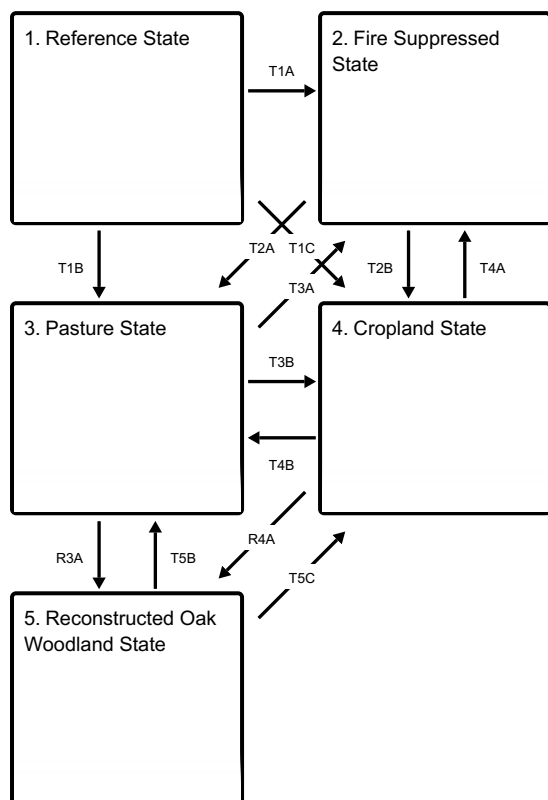 1. Reference State
2. Fire Suppressed
State
T1A
T2A
T1C
T1B
T2B
T4A
T3A
3. Pasture State
4. Cropland State
T3B
T4B
R3A
T5B
R4A
T5C
5. Reconstructed Oak
Woodland State